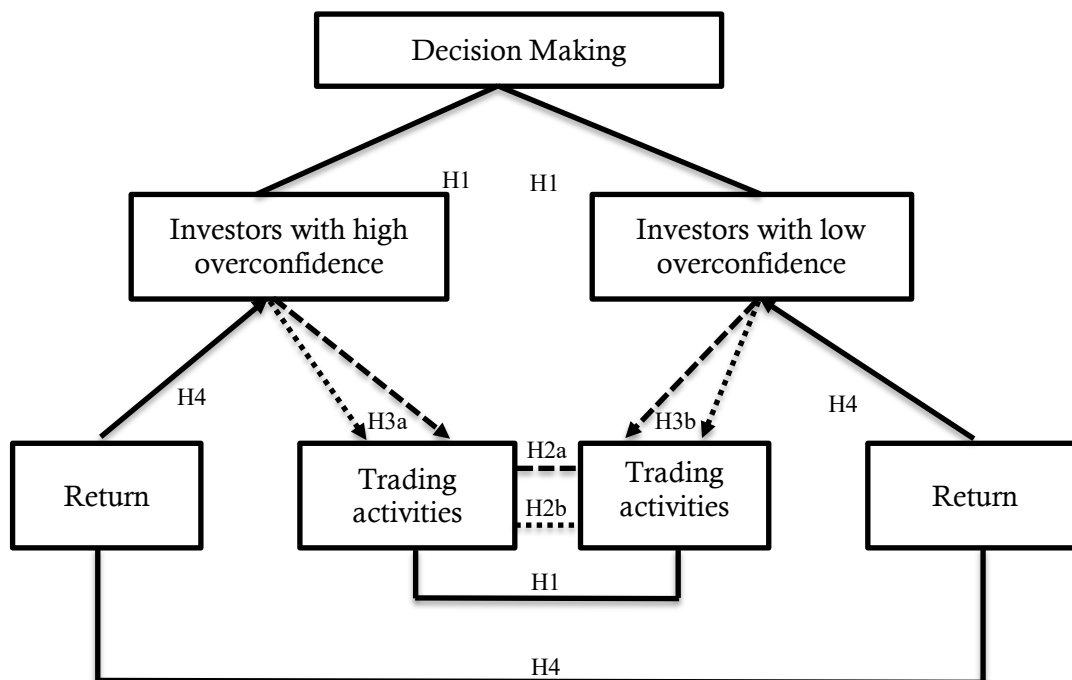 Decision Making
H1
H1
Investors with high
overconfidence
Investors with low
overconfidence
H4
H3a
H3b
H4
Return
Trading
activities
H2a
H2b
Trading
activities
Return
H1
H4